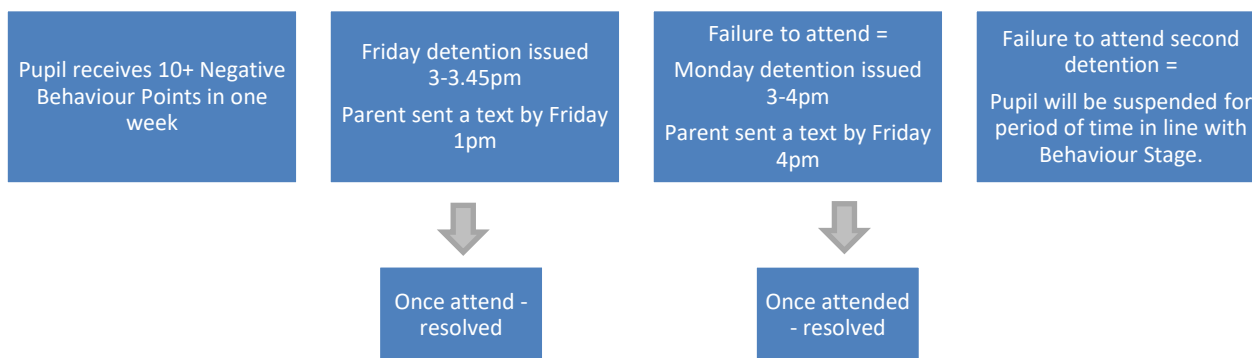 Pupil receives 10+ Negative
Behaviour Points in one
week
Friday detention issued
3-3.45pm
Parent sent a text by Friday
1pm
Failure to attend =
Monday detention issued
3-4pm
Parent sent a text by Friday
4pm
Failure to attend second
detention =
Pupil will be suspended for
period of time in line with
Behaviour Stage.
Once attend -
resolved
Once attended
- resolved